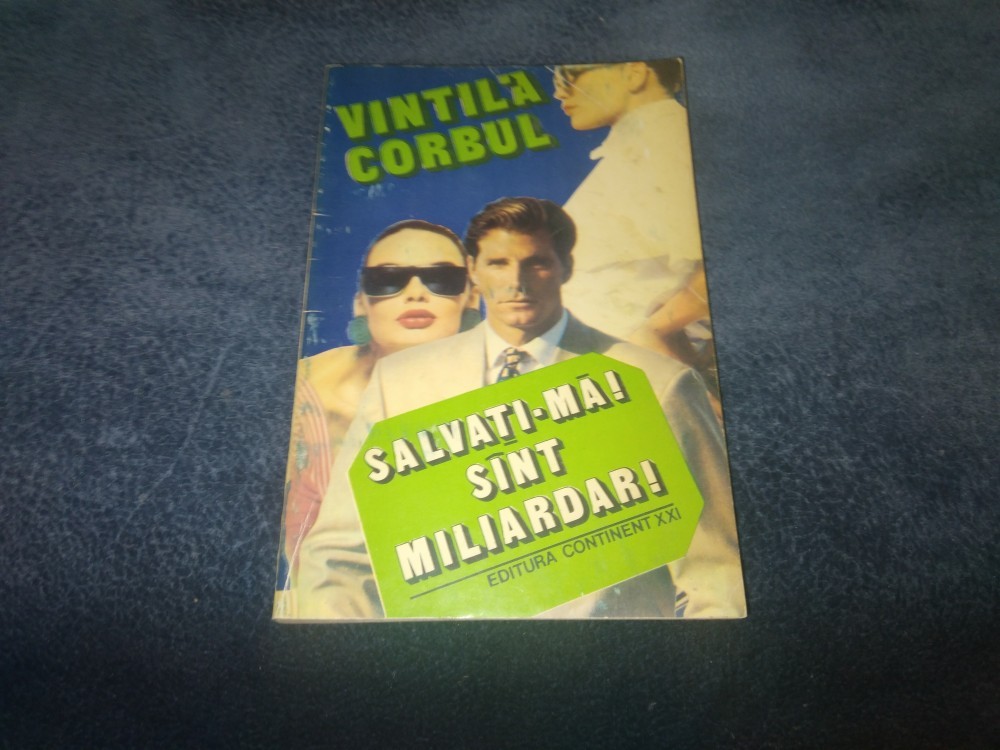 VINTILĂ
CORBUL
SALVAȚI-MĂ!
SÎNT
MILIARDAR!
EDITURA CONTINENT XXI